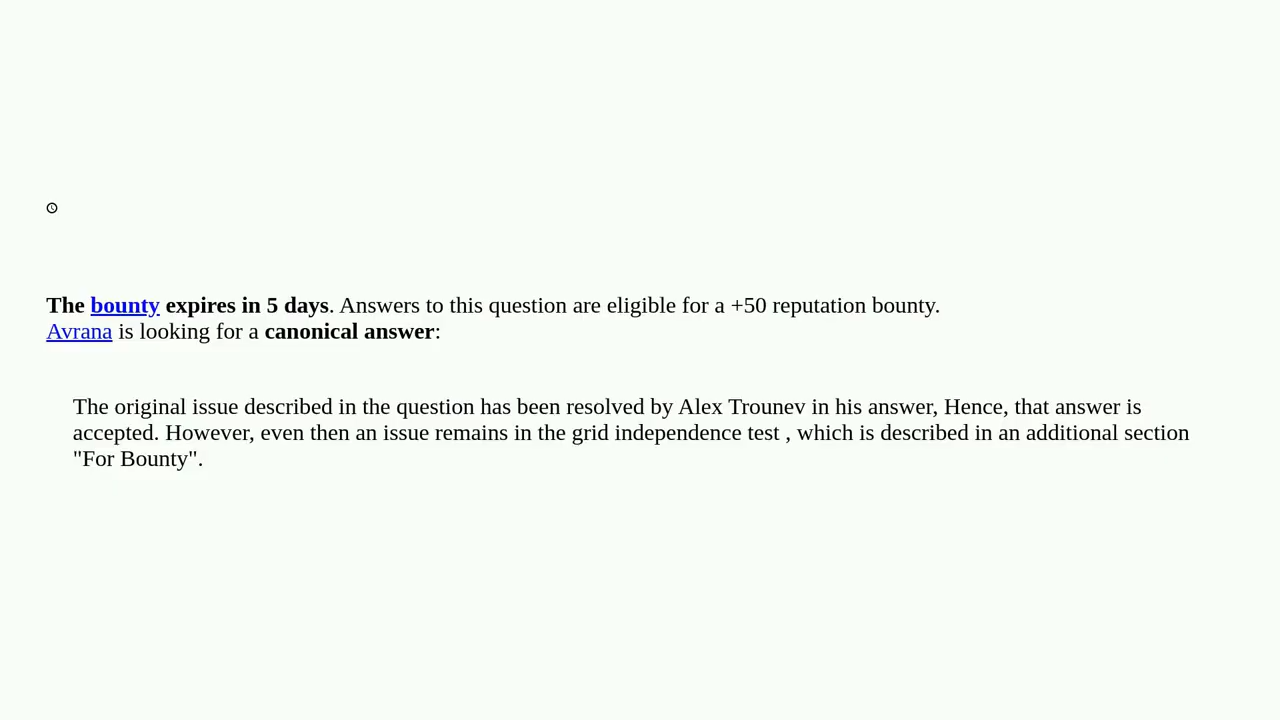 The bounty expires in 5 days. Answers to this question are eligible for a +50 reputation bounty.
Avrana is looking for a canonical answer:
The original issue described in the question has been resolved by Alex Trounev in his answer, Hence, that answer is
accepted. However, even then an issue remains in the grid independence test , which is described in an additional section
"For Bounty".